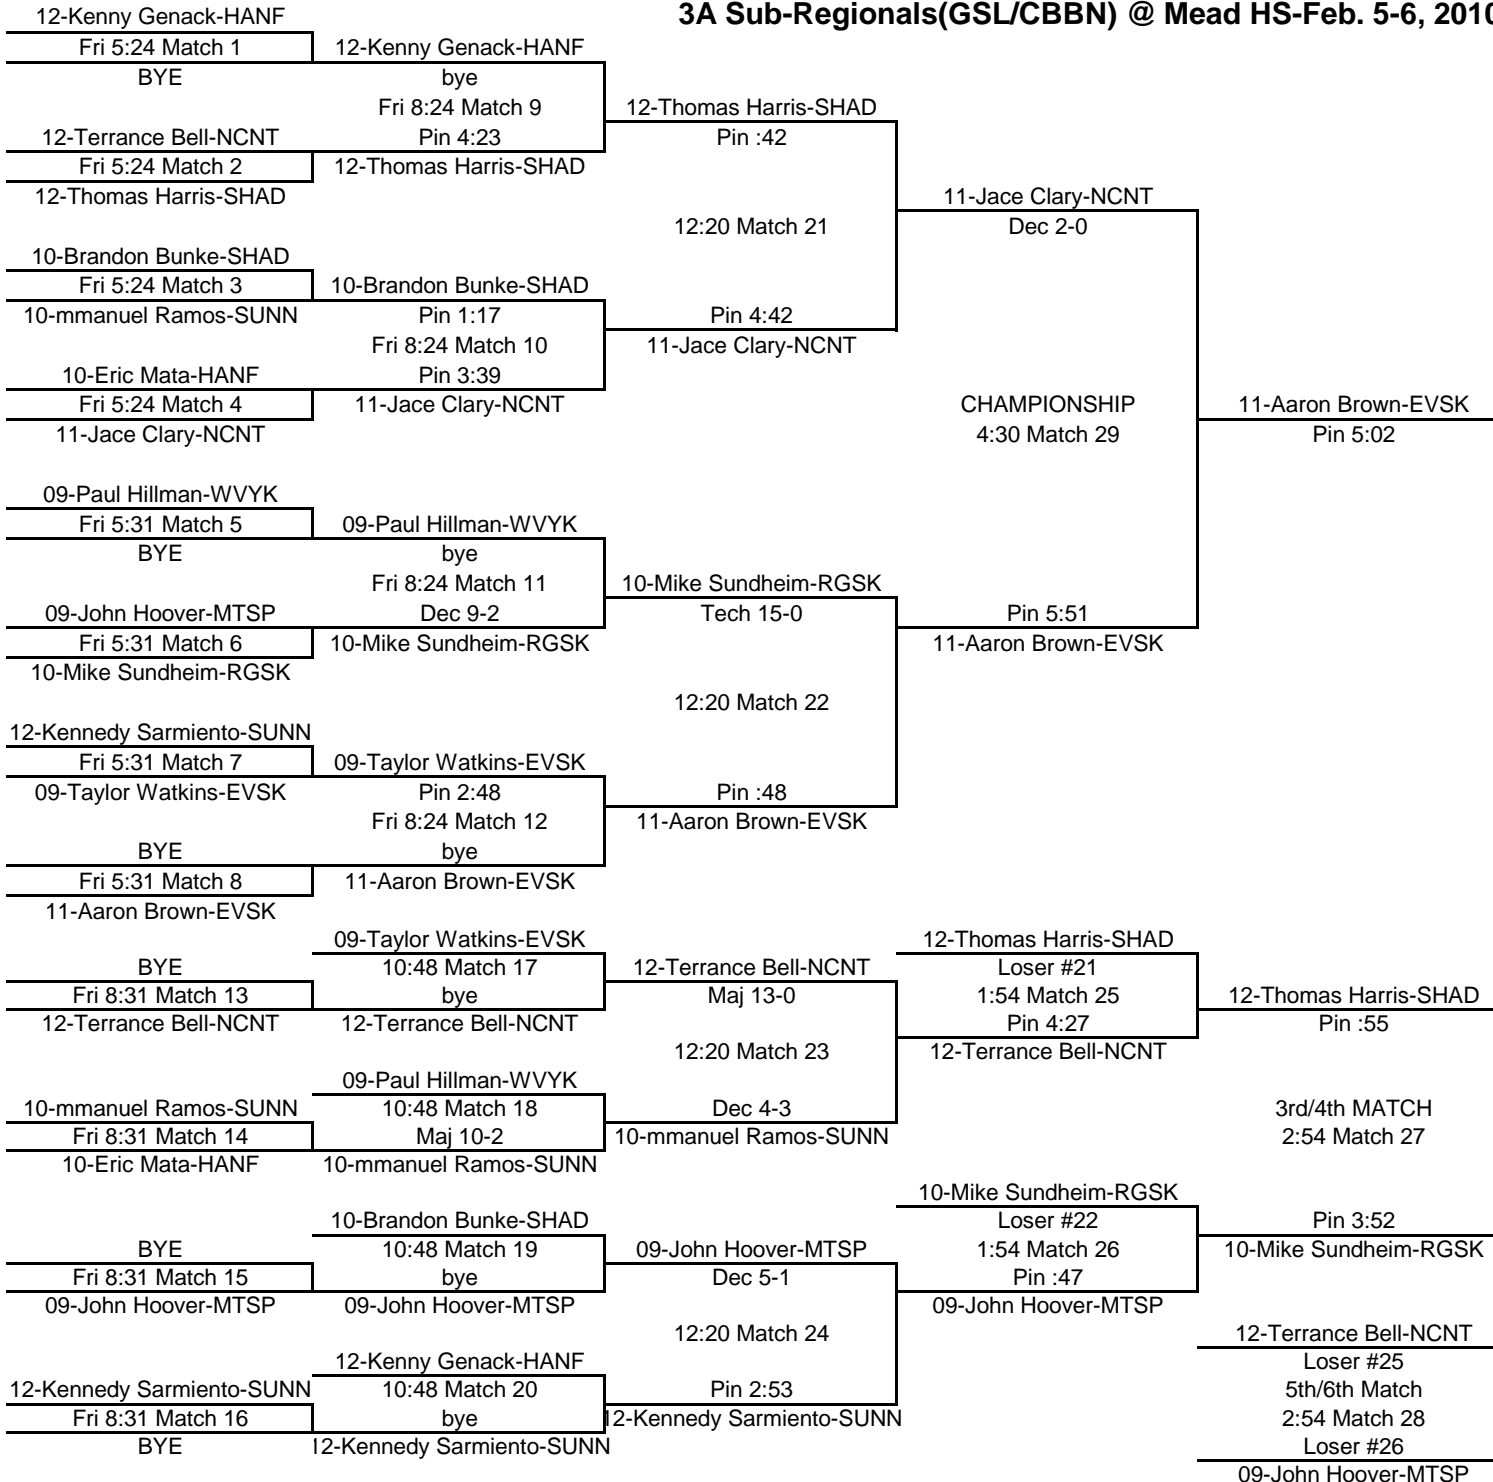 3A Sub-Regionals(GSL/CBBN) @ Mead HS-Feb. 5-6, 2010
12-Kenny Genack-HANF
Fri 5:24 Match 1
BYE
12-Terrance Bell-NCNT
Fri 5:24 Match 2
12-Thomas Harris-SHAD
10-Brandon Bunke-SHAD
Fri 5:24 Match 3
10-mmanuel Ramos-SUNN
10-Eric Mata-HANF
Fri 5:24 Match 4
11-Jace Clary-NCNT
09-Paul Hillman-WVYK
Fri 5:31 Match 5
BYE
09-John Hoover-MTSP
Fri 5:31 Match 6
10-Mike Sundheim-RGSK
12-Kennedy Sarmiento-SUNN
Fri 5:31 Match 7
09-Taylor Watkins-EVSK
BYE
Fri 5:31 Match 8
11-Aaron Brown-EVSK
12-Kenny Genack-HANF
bye
Fri 8:24 Match 9
Pin 4:23
12-Thomas Harris-SHAD
10-Brandon Bunke-SHAD
Pin 1:17
Fri 8:24 Match 10
Pin 3:39
11-Jace Clary-NCNT
09-Paul Hillman-WVYK
bye
Fri 8:24 Match 11
Dec 9-2
10-Mike Sundheim-RGSK
09-Taylor Watkins-EVSK
Pin 2:48
Fri 8:24 Match 12
bye
11-Aaron Brown-EVSK
12-Thomas Harris-SHAD
Pin :42
12:20 Match 21
Pin 4:42
11-Jace Clary-NCNT
10-Mike Sundheim-RGSK
Tech 15-0
12:20 Match 22
Pin :48
11-Aaron Brown-EVSK
11-Jace Clary-NCNT
Dec 2-0
CHAMPIONSHIP
4:30 Match 29
Pin 5:51
11-Aaron Brown-EVSK
11-Aaron Brown-EVSK
Pin 5:02
BYE
Fri 8:31 Match 13
12-Terrance Bell-NCNT
10-mmanuel Ramos-SUNN
Fri 8:31 Match 14
10-Eric Mata-HANF
BYE
Fri 8:31 Match 15
09-John Hoover-MTSP
12-Kennedy Sarmiento-SUNN
Fri 8:31 Match 16
BYE
09-Taylor Watkins-EVSK
10:48 Match 17
bye
12-Terrance Bell-NCNT
09-Paul Hillman-WVYK
10:48 Match 18
Maj 10-2
10-mmanuel Ramos-SUNN
10-Brandon Bunke-SHAD
10:48 Match 19
bye
09-John Hoover-MTSP
12-Kenny Genack-HANF
10:48 Match 20
bye
12-Kennedy Sarmiento-SUNN
12-Terrance Bell-NCNT
Maj 13-0
12:20 Match 23
Dec 4-3
10-mmanuel Ramos-SUNN
09-John Hoover-MTSP
Dec 5-1
12:20 Match 24
Pin 2:53
12-Kennedy Sarmiento-SUNN
12-Thomas Harris-SHAD
Loser #21
1:54 Match 25
Pin 4:27
12-Terrance Bell-NCNT
10-Mike Sundheim-RGSK
Loser #22
1:54 Match 26
Pin :47
09-John Hoover-MTSP
12-Thomas Harris-SHAD
Pin :55
3rd/4th MATCH
2:54 Match 27
Pin 3:52
10-Mike Sundheim-RGSK
12-Terrance Bell-NCNT
Loser #25
5th/6th Match
2:54 Match 28
Loser #26
09-John Hoover-MTSP